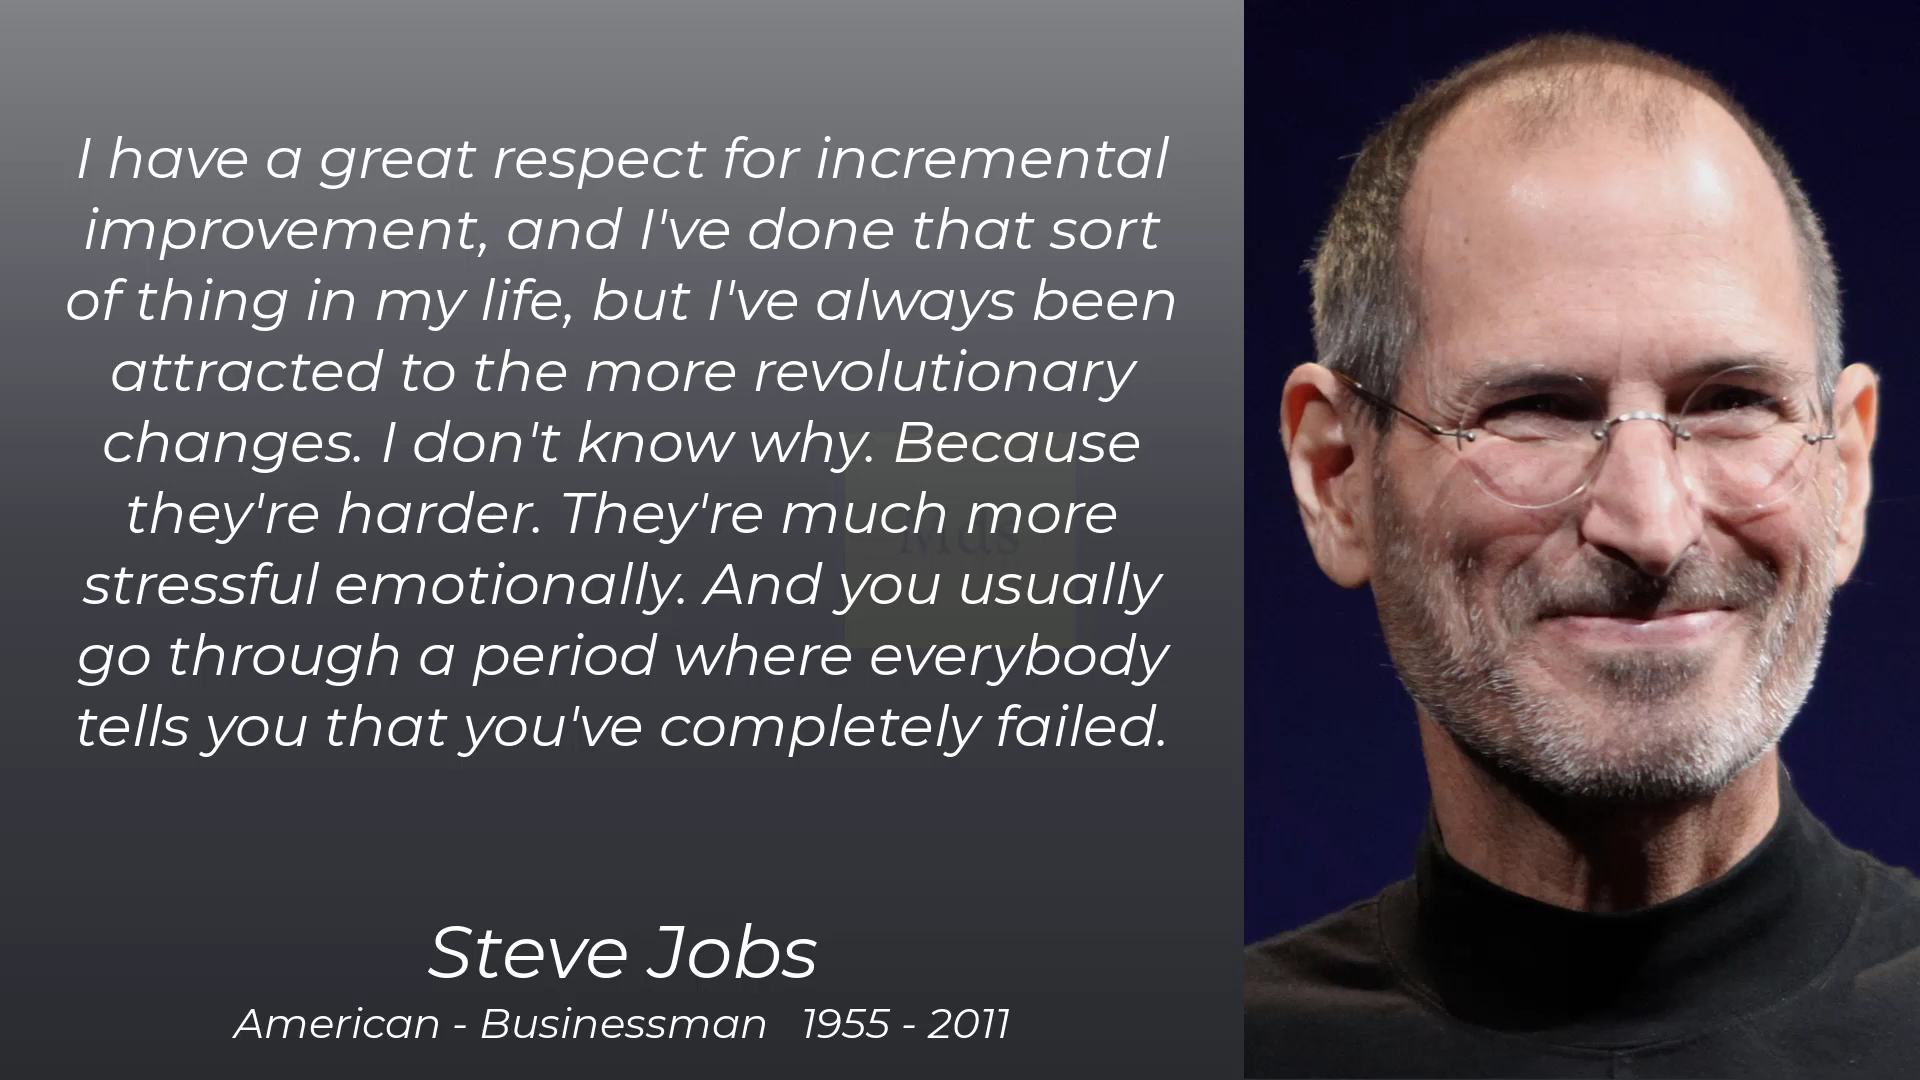 I have a great respect for incremental
improvement, and I've done that sort
of thing in my life, but I've always been
attracted to the more revolutionary
changes. I don't know why. Because
they're harder. They're much more
stressful emotionally. And you usually
go through a period where everybody
tells you that you've completely failed.
Mds
Steve Jobs
American - Businessman 1955 - 2011